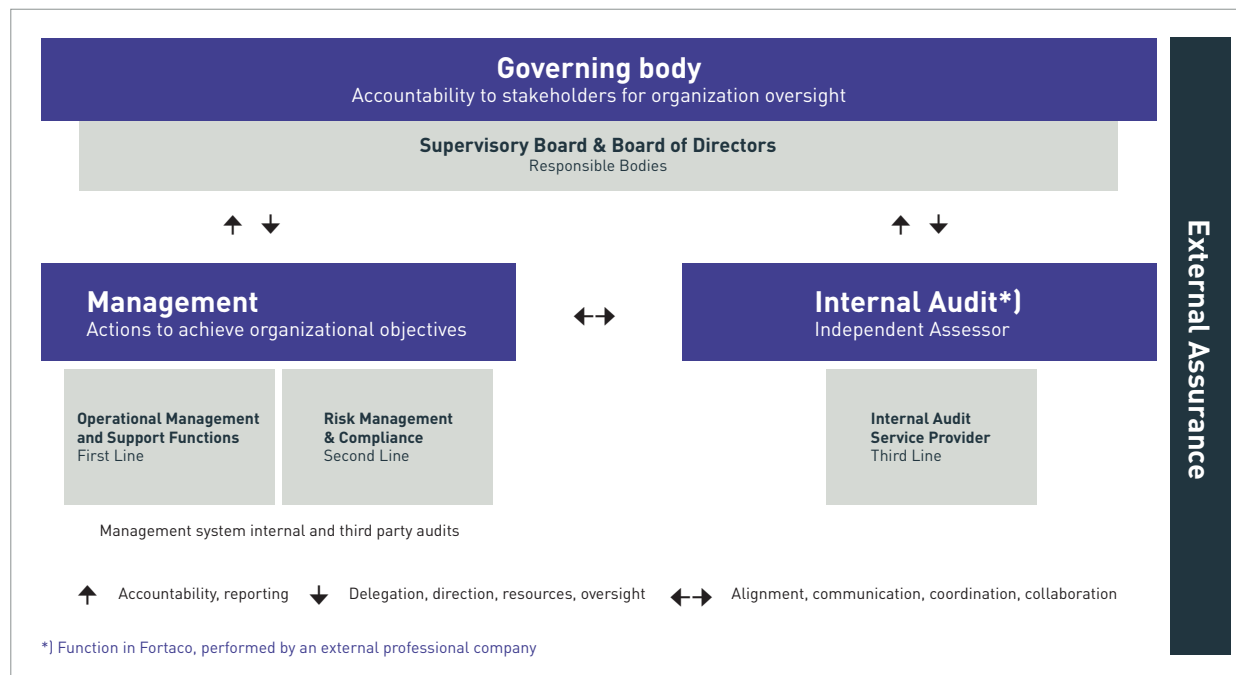 Governing body
Accountability to stakeholders for organization oversight
Supervisory Board & Board of Directors
Responsible Bodies
Management
Actions to achieve organizational objectives
Internal Audit*)
Independent Assessor
Operational Management
and Support Functions
First Line
Risk Management
& Compliance
Second Line
Internal Audit
Service Provider
Third Line
Management system internal and third party audits
Accountability, reporting
Delegation, direction, resources, oversight
Alignment, communication, coordination, collaboration
*) Function in Fortaco, performed by an external professional company
External Assurance